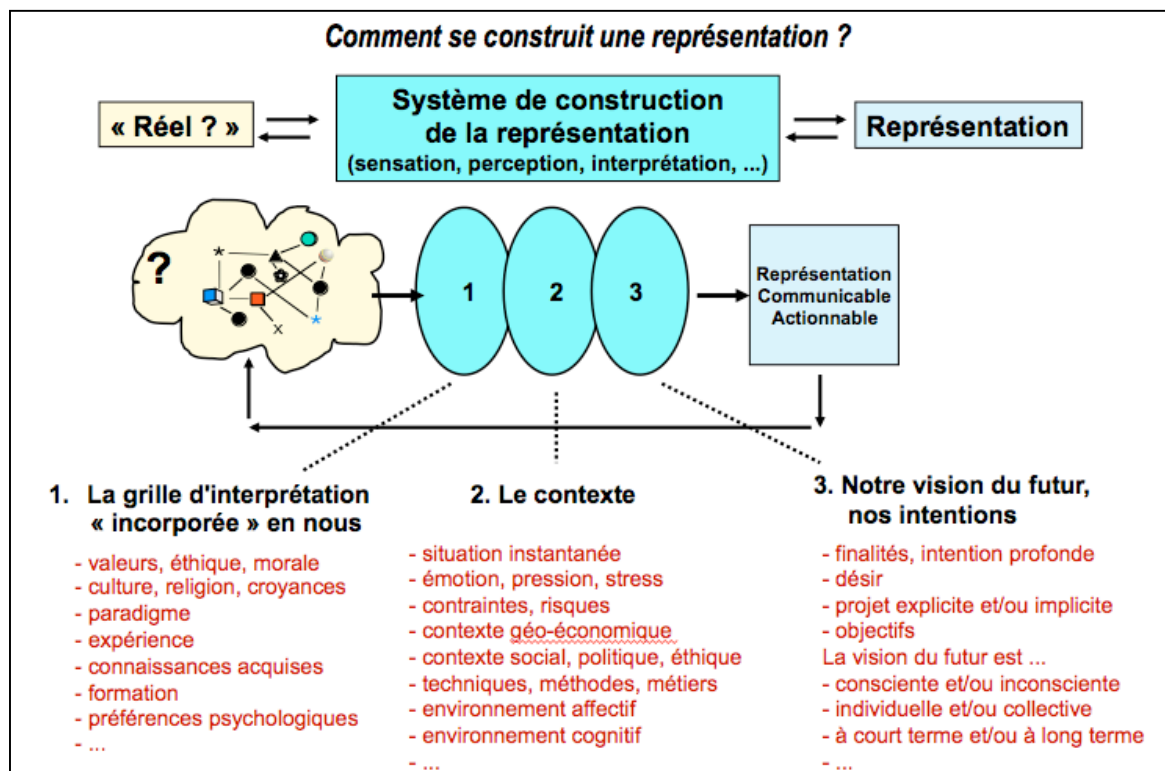 Comment se construit une représentation ?
« Réel ? »
Système de construction
de la représentation
(sensation, perception, interprétation, ...)
Représentation
?
*
x
*
1
2
3
Représentation
Communicable
Actionnable
1. La grille d'interprétation
« incorporée » en nous
- valeurs, éthique, morale
- culture, religion, croyances
- paradigme
- expérience
- connaissances acquises
- formation
- préférences psychologiques
- ...
2. Le contexte
- situation instantanée
- émotion, pression, stress
- contraintes, risques
- contexte géo-économique
- contexte social, politique, éthique
- techniques, méthodes, métiers
- environnement affectif
- environnement cognitif
- ...
3. Notre vision du futur,
nos intentions
- finalités, intention profonde
- désir
- projet explicite et/ou implicite
- objectifs
La vision du futur est ...
- consciente et/ou inconsciente
- individuelle et/ou collective
- à court terme et/ou à long terme
- ...